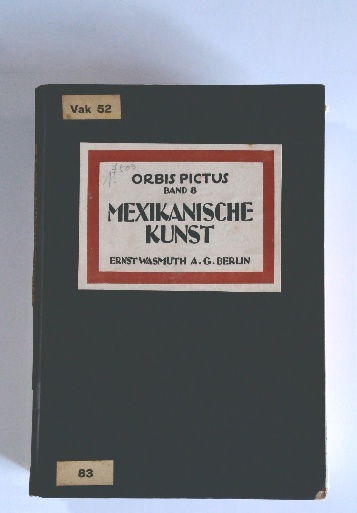 Vak 52
ORBIS PICTUS
BAND 8
MEXIKANISCHE
KUNST
ERNST WASMUTH A.G. BERLIN
83